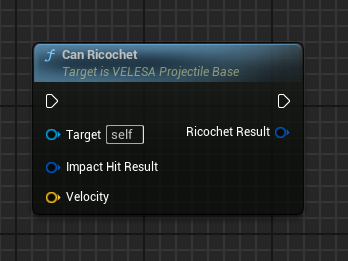 f Can Ricochet
Target is VELESA Projectile Base
Target self
Ricochet Result
Impact Hit Result
Velocity